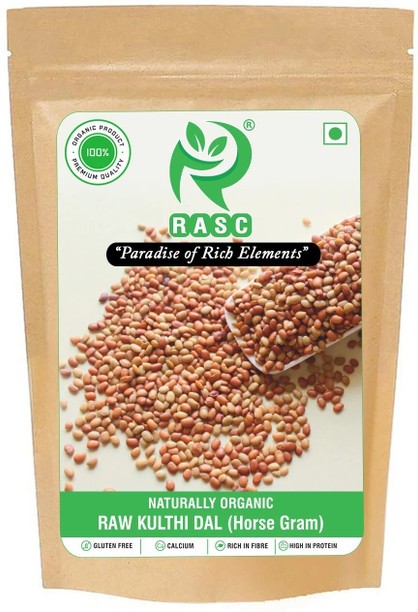 ORGANIC PRODUCT
100%
PREMIUM QUALITY
®
RASC
"Paradise of Rich Elements"
NATURALLY ORGANIC
RAW KULTHI DAL (Horse Gram)
GLUTEN FREE CALCIUM RICH IN FIBRE HIGH IN PROTEIN